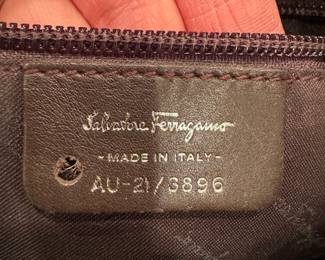 Salvatore Ferragamo
- MADE IN ITALY -
AU-21/3896